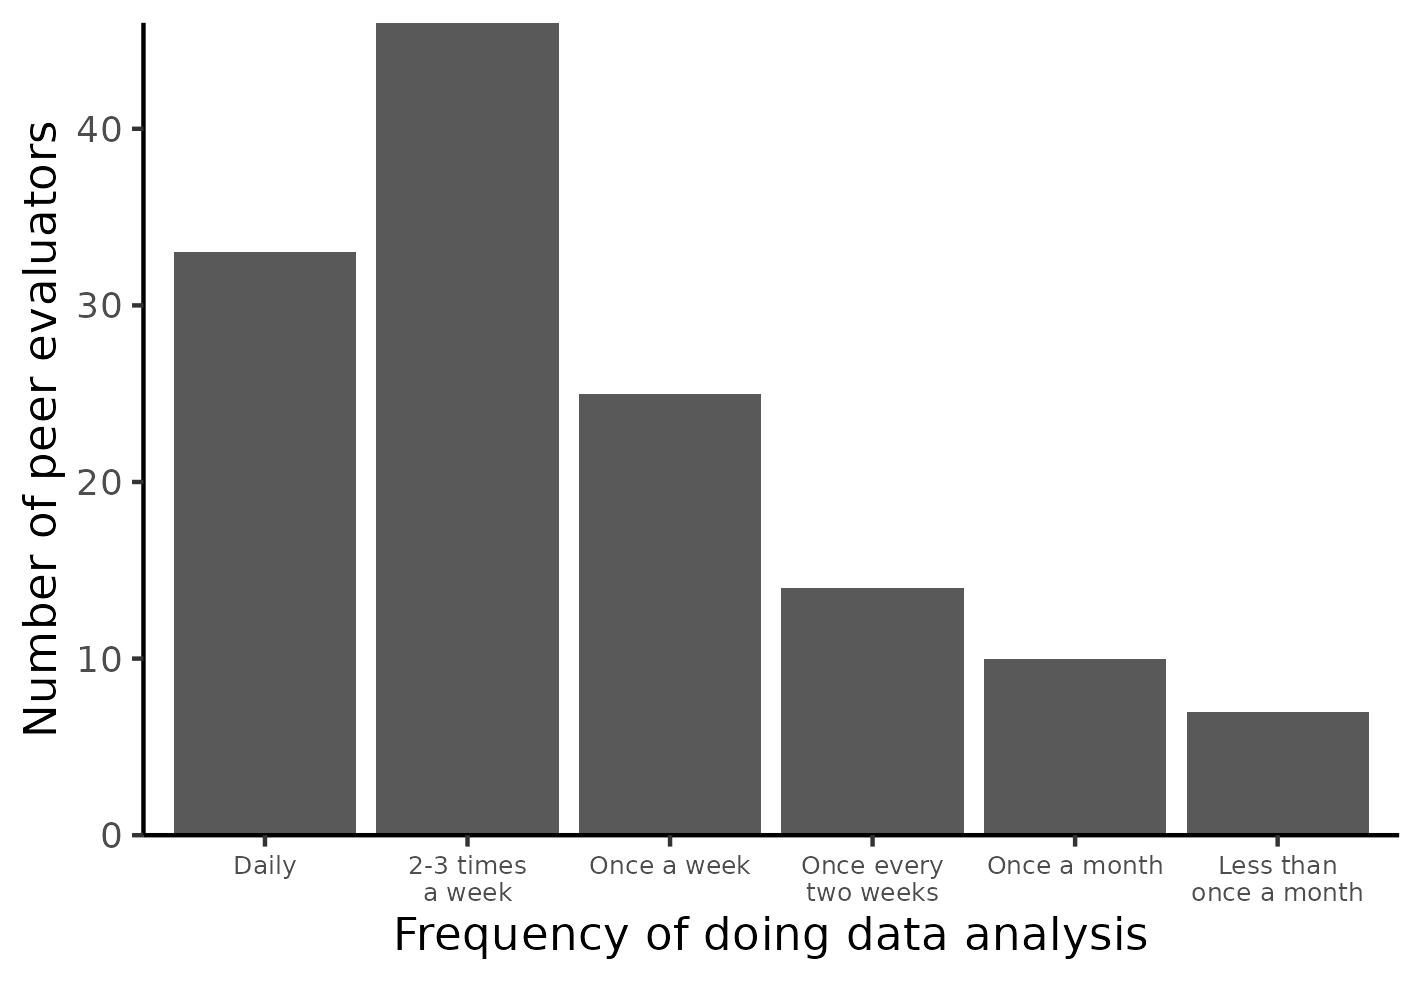 Number of peer evaluators
40
30
20
10
0
Daily
2-3 times
a week
Once a week
Once every
two weeks
Once a month
Less than
once a month
Frequency of doing data analysis